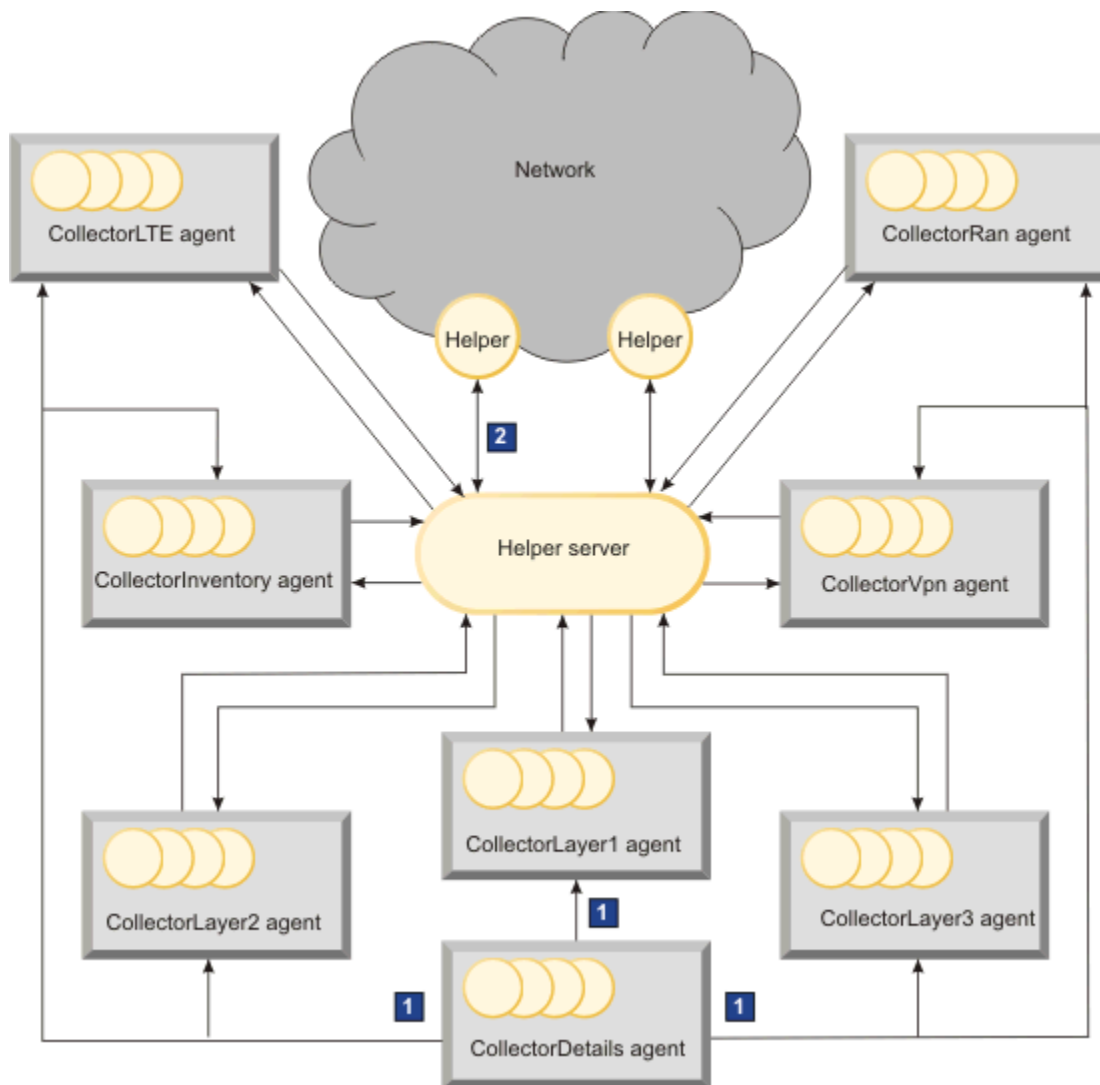 Network
CollectorLTE agent
CollectorRan agent
Helper
Helper
2
Helper server
CollectorInventory agent
CollectorVpn agent
CollectorLayer1 agent
CollectorLayer2 agent
CollectorLayer3 agent
1
1
1
CollectorDetails agent